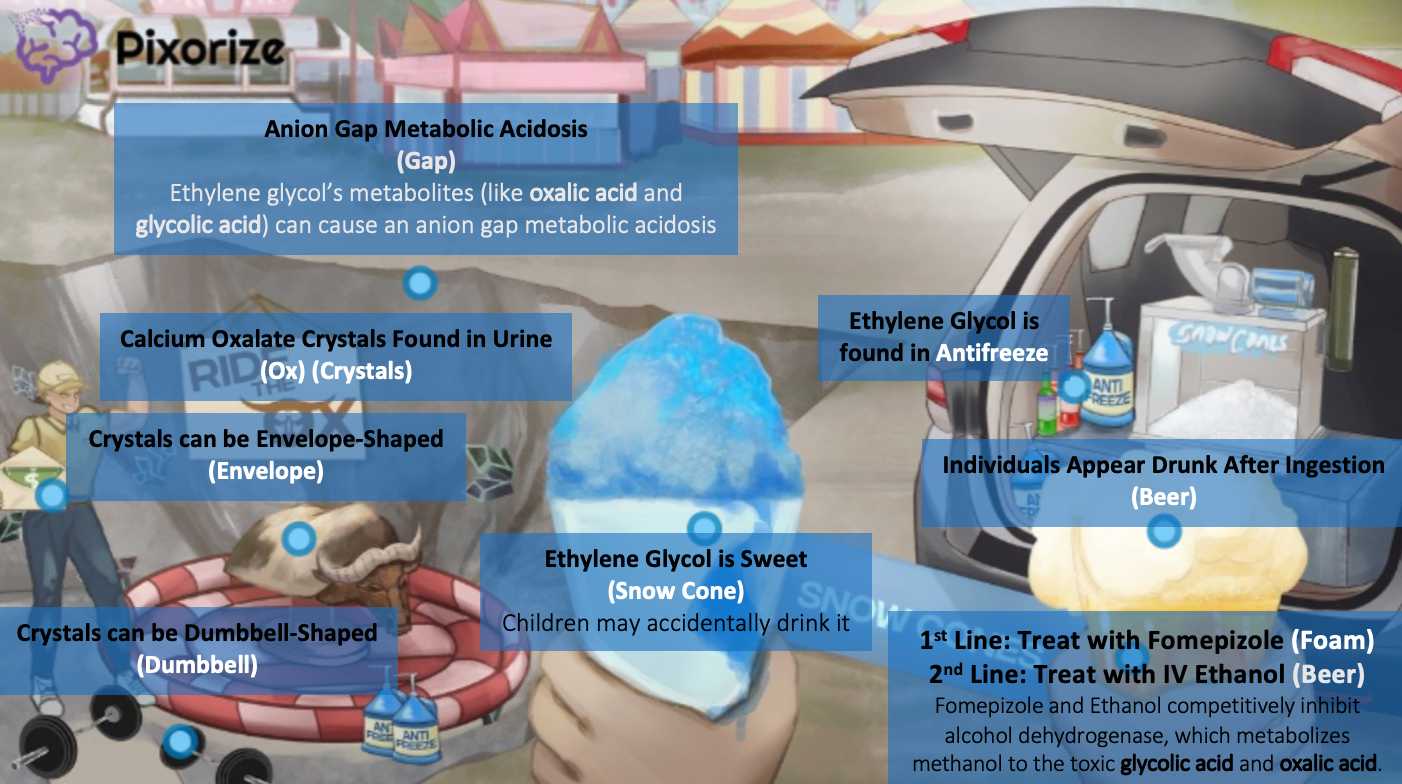 Pixorize
Anion Gap Metabolic Acidosis
(Gap)
Ethylene glycol's metabolites (like oxalic acid and
glycolic acid) can cause an anion gap metabolic acidosis
Calcium Oxalate Crystals Found in Urine
(Ox) (Crystals)
RIDE
THE
OX
Crystals can be Envelope-Shaped
(Envelope)
$
Crystals can be Dumbbell-Shaped
(Dumbbell)
ANTI
FREEZE
Ethylene Glycol is Sweet
(Snow Cone)
Children may accidentally drink it
Ethylene Glycol is
found in Antifreeze
ANTI
FREEZE
SNOW CONES
Individuals Appear Drunk After Ingestion
(Beer)
SNOW CONES
1st Line: Treat with Fomepizole (Foam)
2nd Line: Treat with IV Ethanol (Beer)
Fomepizole and Ethanol competitively inhibit
alcohol dehydrogenase, which metabolizes
methanol to the toxic glycolic acid and oxalic acid.